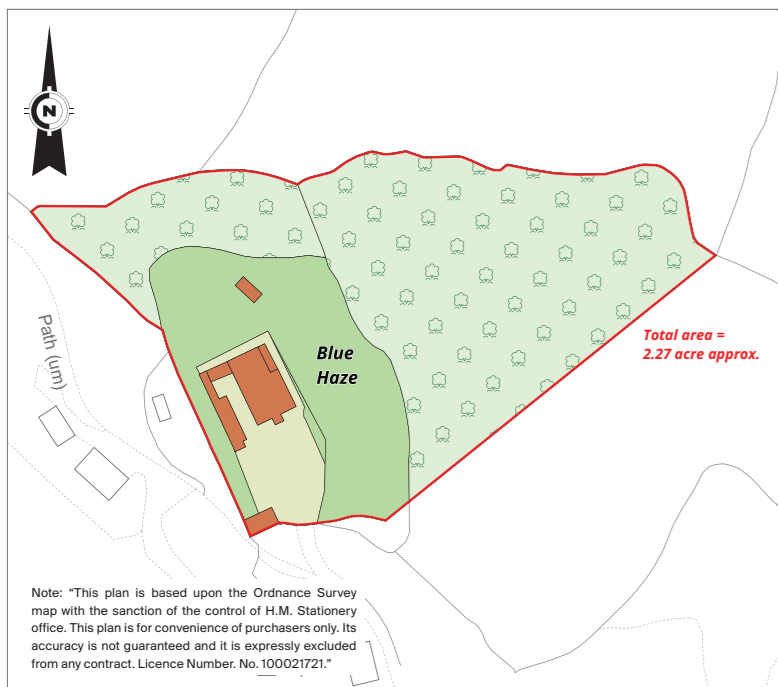 N
Path (um)
Blue
Haze
Total area =
2.27 acre approx.
Note: “This plan is based upon the Ordnance Survey
map with the sanction of the control of H.M. Stationery
office. This plan is for convenience of purchasers only. Its
accuracy is not guaranteed and it is expressly excluded
from any contract. Licence Number. No. 100021721.”